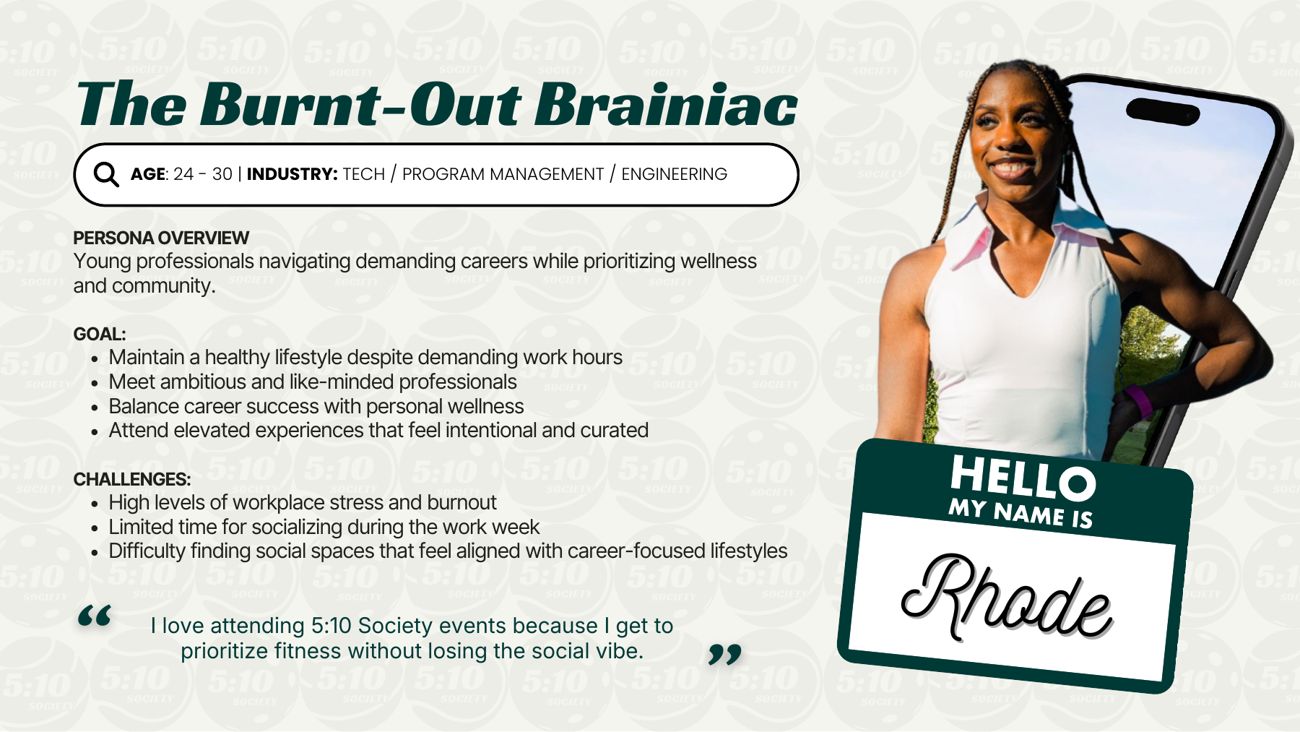 The Burnt-Out Brainiac
AGE: 24 - 30 | INDUSTRY: TECH / PROGRAM MANAGEMENT / ENGINEERING
PERSONA OVERVIEW
Young professionals navigating demanding careers while prioritizing wellness
and community.
GOAL:
• Maintain a healthy lifestyle despite demanding work hours
• Meet ambitious and like-minded professionals
• Balance career success with personal wellness
• Attend elevated experiences that feel intentional and curated
CHALLENGES:
• High levels of workplace stress and burnout
• Limited time for socializing during the work week
• Difficulty finding social spaces that feel aligned with career-focused lifestyles
“ I love attending 5:10 Society events because I get to
prioritize fitness without losing the social vibe. ”
HELLO
MY NAME IS
Rhode
5:10
SOCIETY